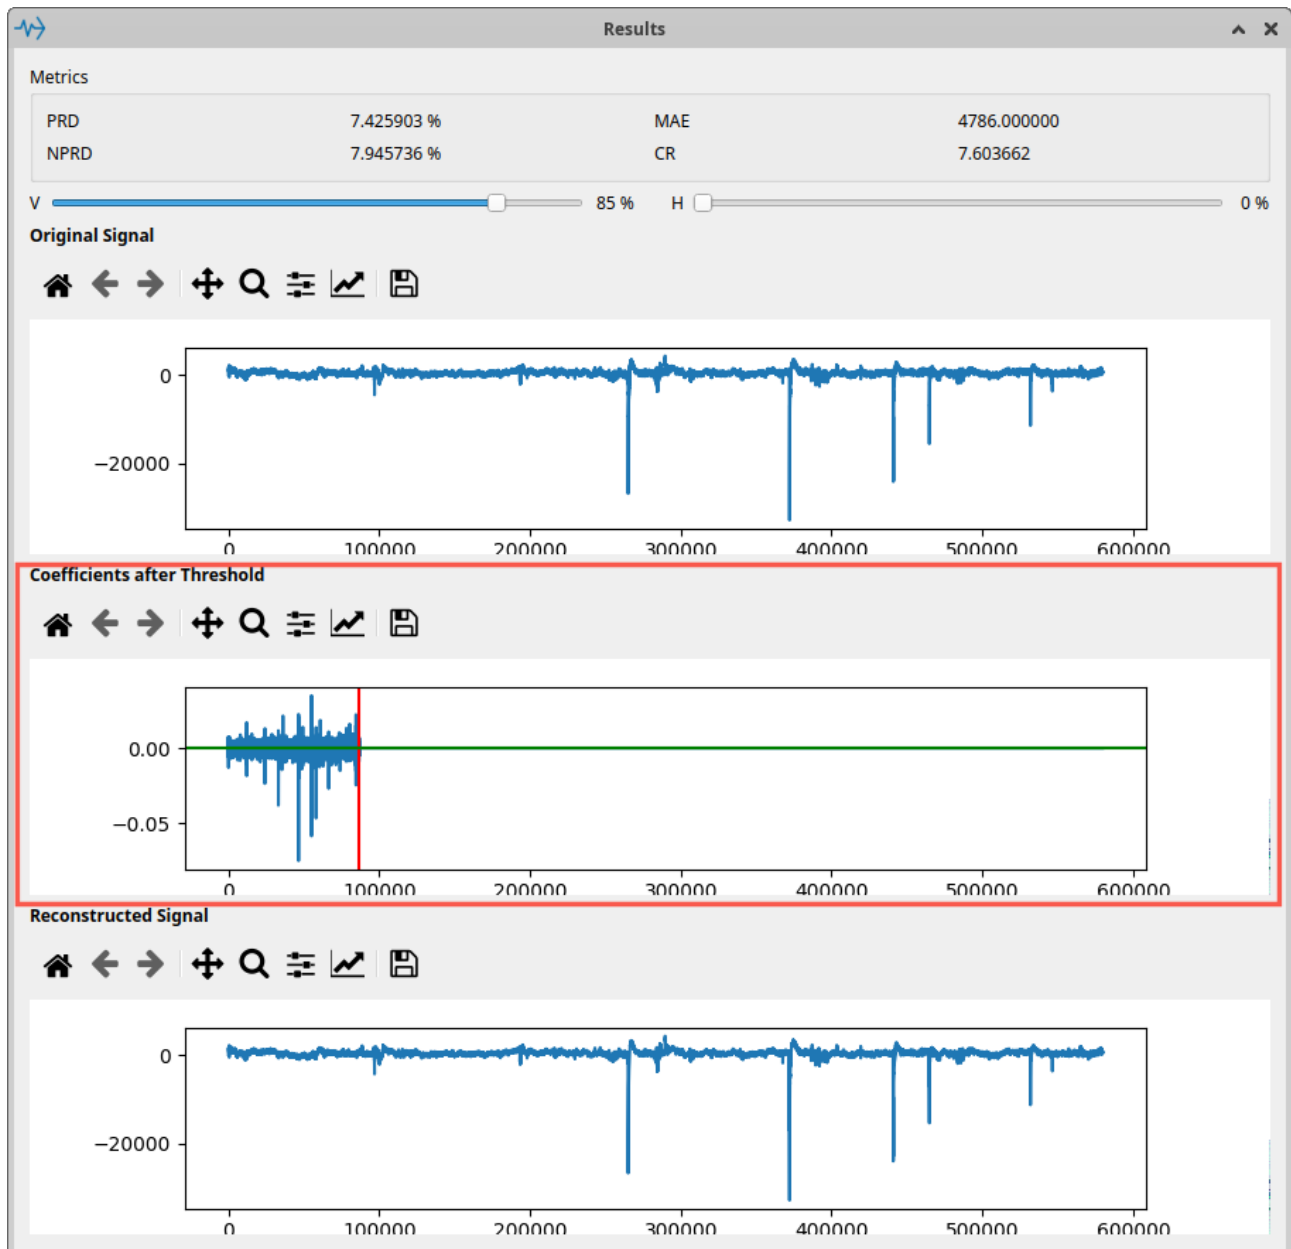 Results
Metrics
PRD 7.425903 % MAE 4786.000000
NPRD 7.945736 % CR 7.603662
V 85 % H 0 %
Original Signal
0
−20000
0 100000 200000 300000 400000 500000 600000
Coefficients after Threshold
0.00
−0.05
0 100000 200000 300000 400000 500000 600000
Reconstructed Signal
0
−20000
0 100000 200000 300000 400000 500000 600000